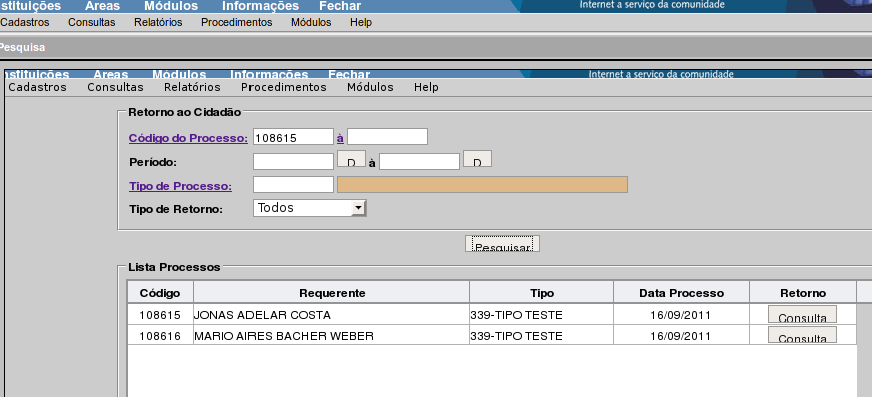 stituições Areas Módulos Informações Fechar Internet a serviço da comunidade
Cadastros Consultas Relatórios Procedimentos Módulos Help
Pesquisa
nstituições Areas Módulos Informações Fechar Internet a serviço da comunidade
Cadastros Consultas Relatórios Procedimentos Módulos Help
Retorno ao Cidadão
Código do Processo: 108615 à
Período: D à D
Tipo de Processo:
Tipo de Retorno: Todos
Pesquisar
Lista Processos
Código Requerente Tipo Data Processo Retorno
108615 JONAS ADELAR COSTA 339-TIPO TESTE 16/09/2011 Consulta
108616 MARIO AIRES BACHER WEBER 339-TIPO TESTE 16/09/2011 Consulta